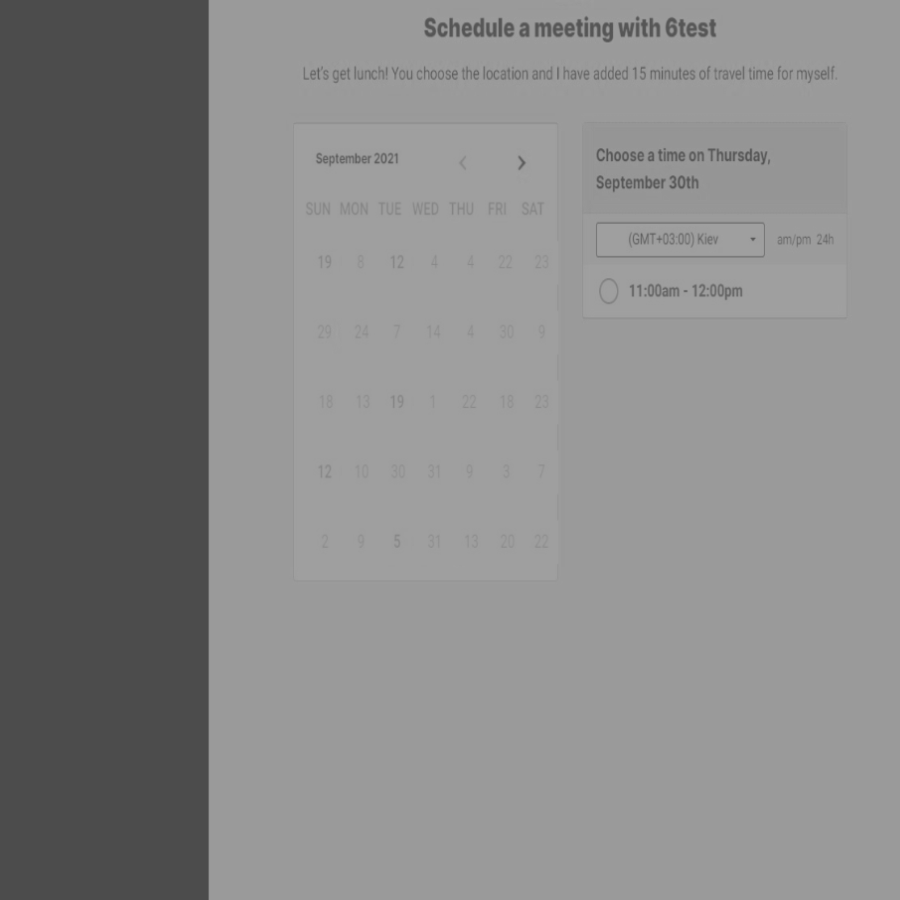 Schedule a meeting with 6test
Let's get lunch! You choose the location and I have added 15 minutes of travel time for myself.
September 2021
SUN MON TUE WED THU FRI SAT
19 8 12 4 4 22 23
29 24 7 14 4 30 9
18 13 19 1 22 18 23
12 10 30 31 9 3 7
2 9 5 31 13 20 22
Choose a time on Thursday,
September 30th
(GMT+03:00) Kiev am/pm 24h
11:00am - 12:00pm